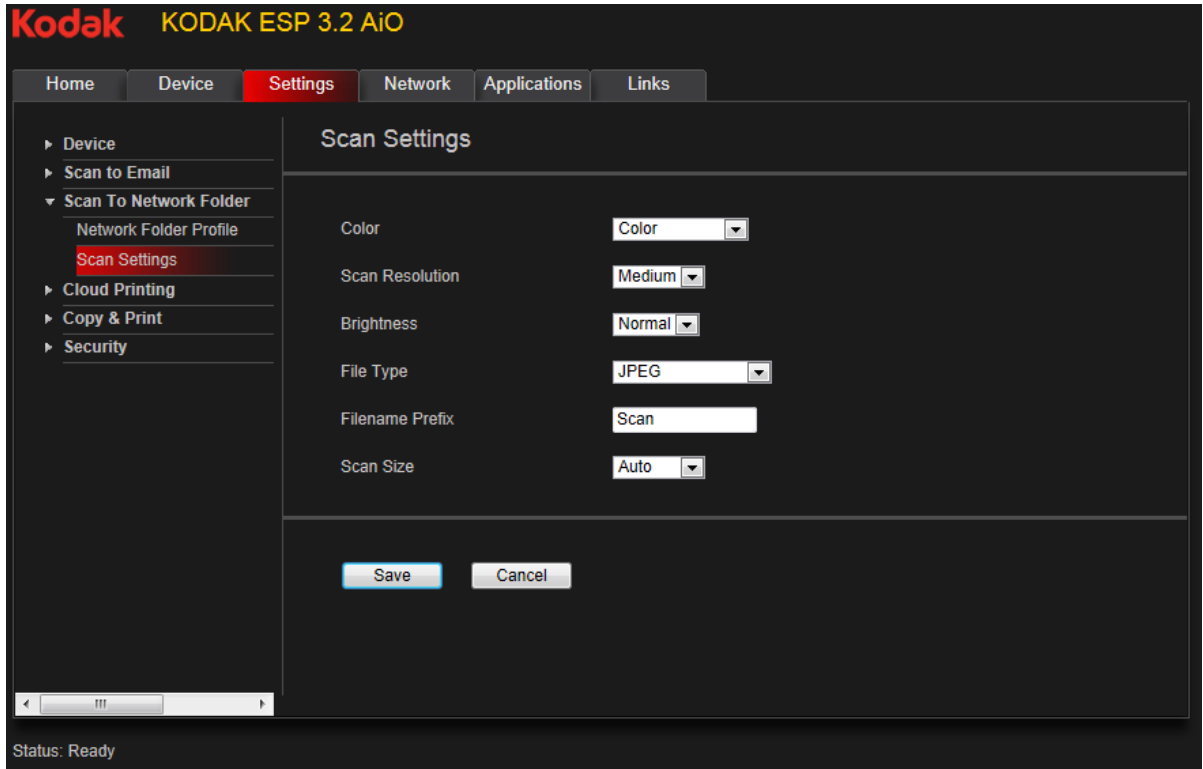 Kodak KODAK ESP 3.2 AiO
Home Device Settings Network Applications Links
Device
Scan to Email
Scan To Network Folder
Network Folder Profile
Scan Settings
Cloud Printing
Copy & Print
Security
Scan Settings
Color Color
Scan Resolution Medium
Brightness Normal
File Type JPEG
Filename Prefix Scan
Scan Size Auto
Save Cancel
Status: Ready